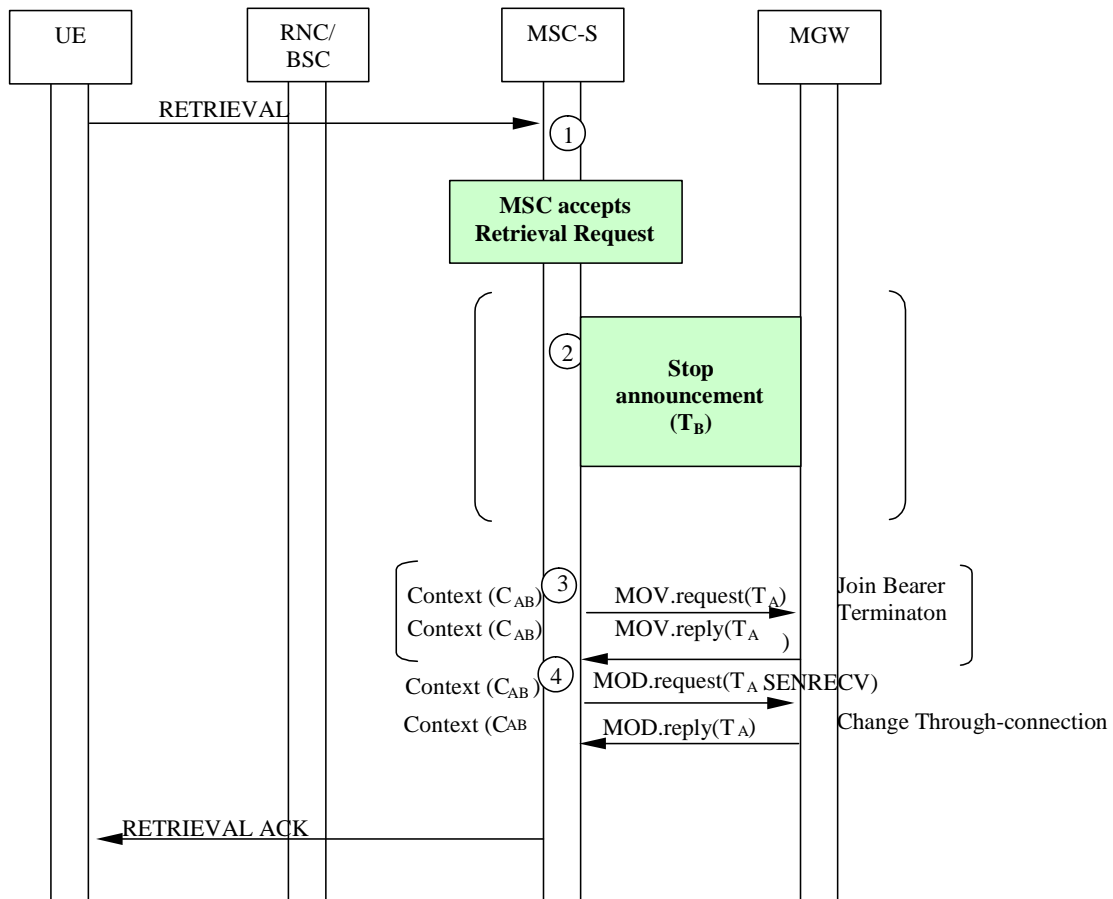 UE
RNC/
BSC
MSC-S
MGW
RETRIEVAL
1
MSC accepts
Retrieval Request
2
Stop
announcement
(TB)
3
Context (CAB)
MOV.request(TA)
Join Bearer
Terminaton
Context (CAB)
MOV.reply(TA )
4
Context (CAB)
MOD.request(TA SENRECV)
Context (CAB
MOD.reply(TA)
Change Through-connection
RETRIEVAL ACK